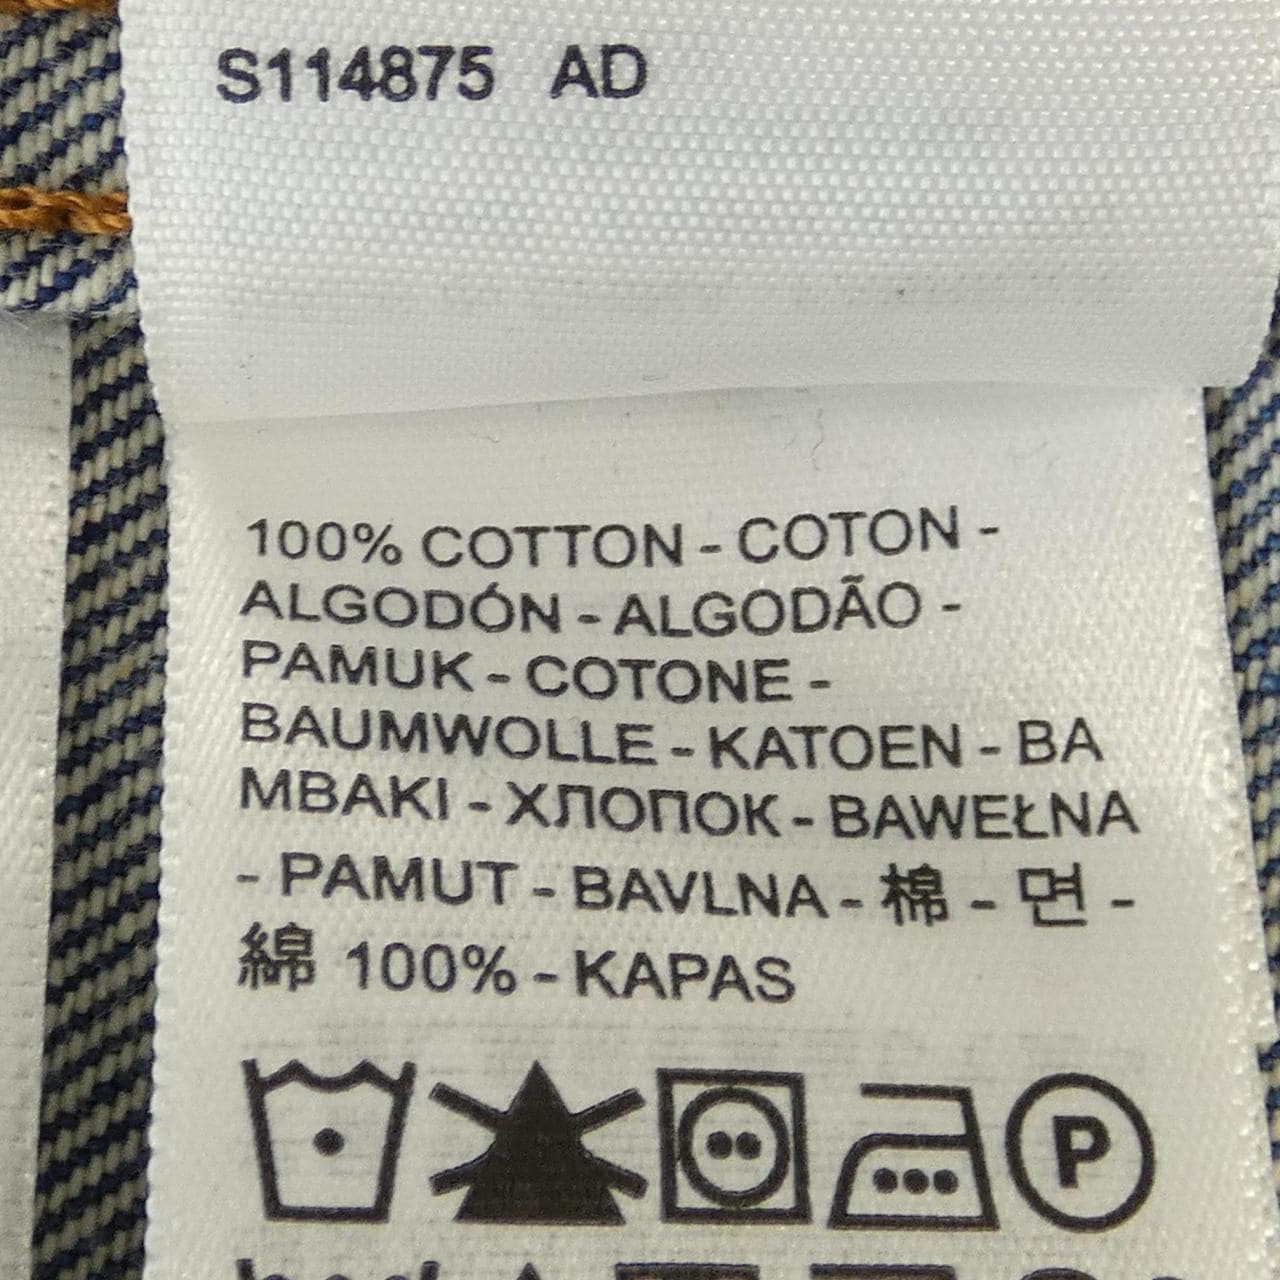 S114875 AD
100% COTTON - COTON -
ALGODÓN - ALGODÃO -
PAMUK - COTONE -
BAUMWOLLE - KATOEN - BA
MBAKI - ХЛОПОК - BAWEŁNA
- PAMUT - BAVLNA - 棉 - 면 -
綿 100% - KAPAS
P